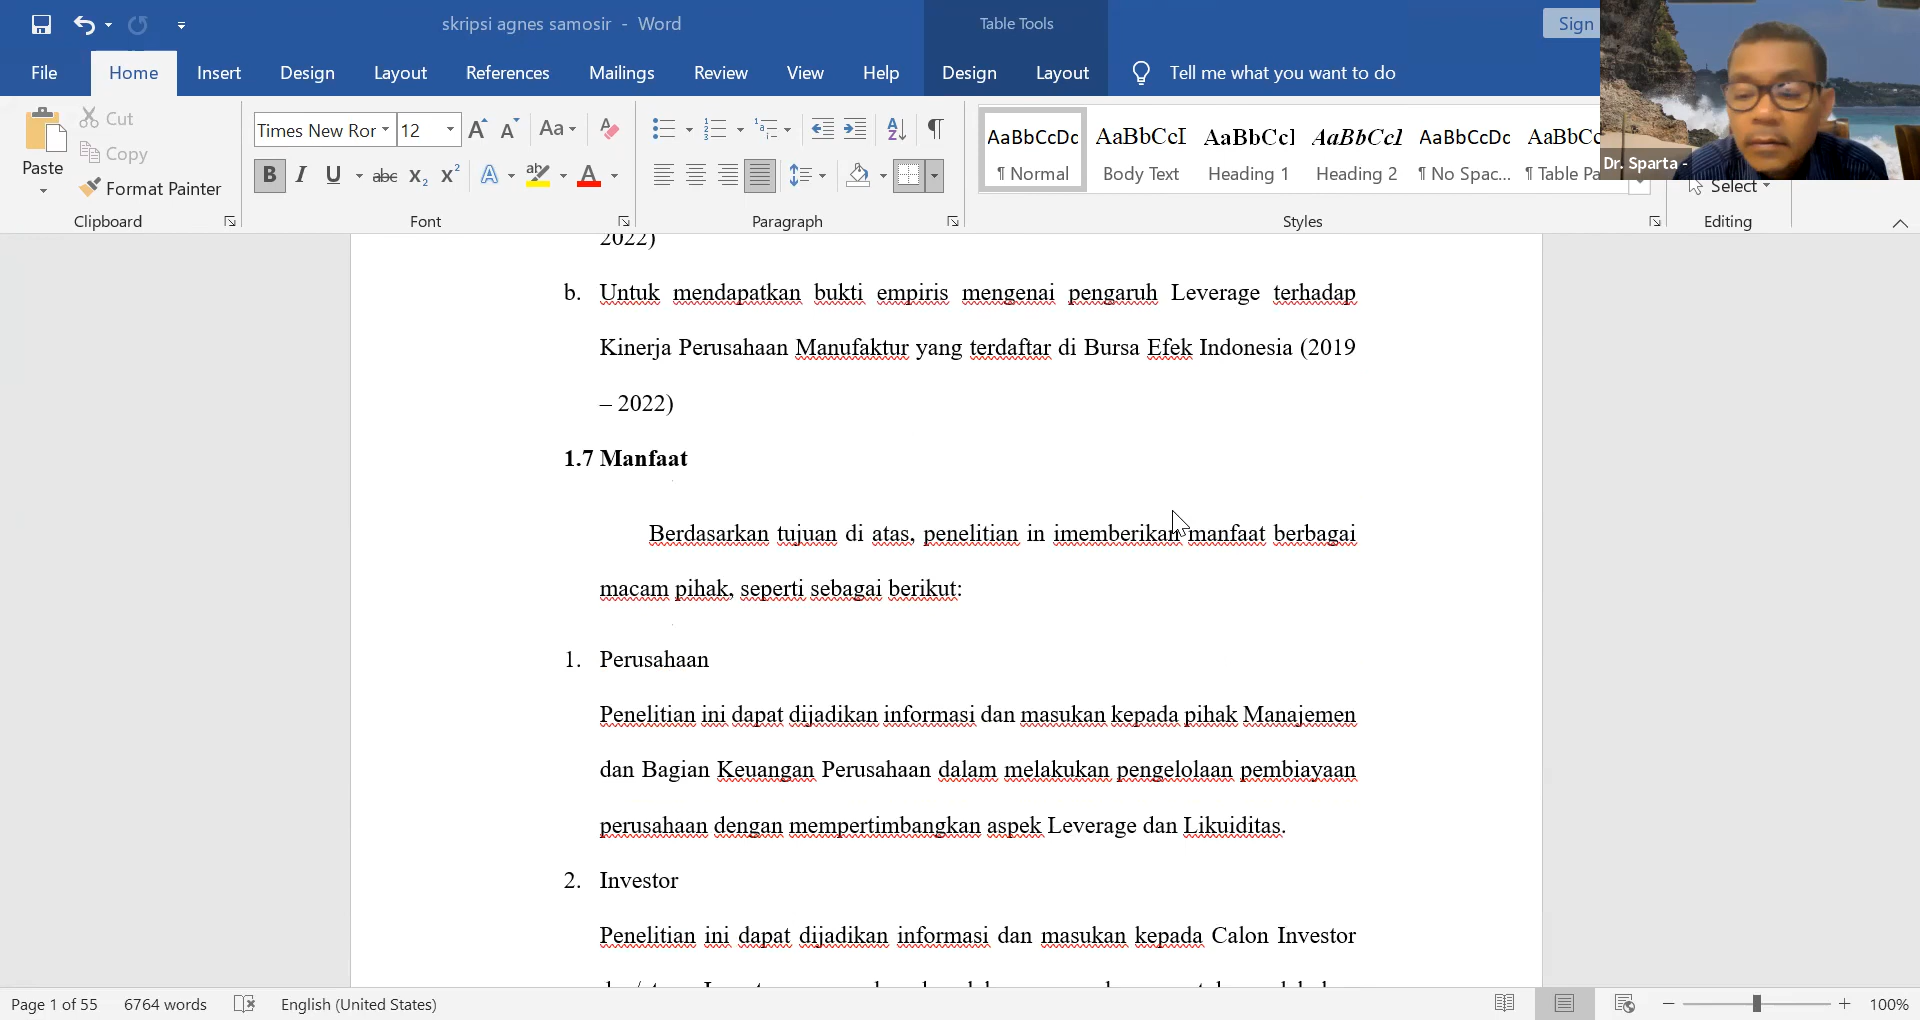 skripsi agnes samosir - Word
Table Tools
Sign
File Home Insert Design Layout References Mailings Review View Help Design Layout Tell me what you want to do
Cut
Copy
Paste
Format Painter
Times New Ror 12
Aa
AaBbCcDc AaBbCcI AaBbCcI AaBbCcI AaBbCcDc AaBbCc
¶ Normal Body Text Heading 1 Heading 2 ¶ No Spac... ¶ Table Pa
Dr. Sparta -
Select
Clipboard Font Paragraph Styles Editing
2022)
b. Untuk mendapatkan bukti empiris mengenai pengaruh Leverage terhadap
Kinerja Perusahaan Manufaktur yang terdaftar di Bursa Efek Indonesia (2019
– 2022)
1.7 Manfaat
Berdasarkan tujuan di atas, penelitian in imemberikan manfaat berbagai
macam pihak, seperti sebagai berikut:
1. Perusahaan
Penelitian ini dapat dijadikan informasi dan masukan kepada pihak Manajemen
dan Bagian Keuangan Perusahaan dalam melakukan pengelolaan pembiayaan
perusahaan dengan mempertimbangkan aspek Leverage dan Likuiditas.
2. Investor
Penelitian ini dapat dijadikan informasi dan masukan kepada Calon Investor
Page 1 of 55 6764 words English (United States) 100%